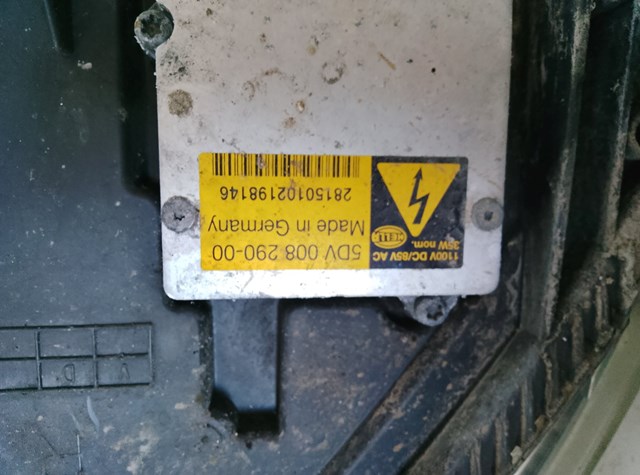 1100V DC/85V AC
35W nom.
HELLA
5DV 008 290-00
Made in Germany
28150102198146
V D